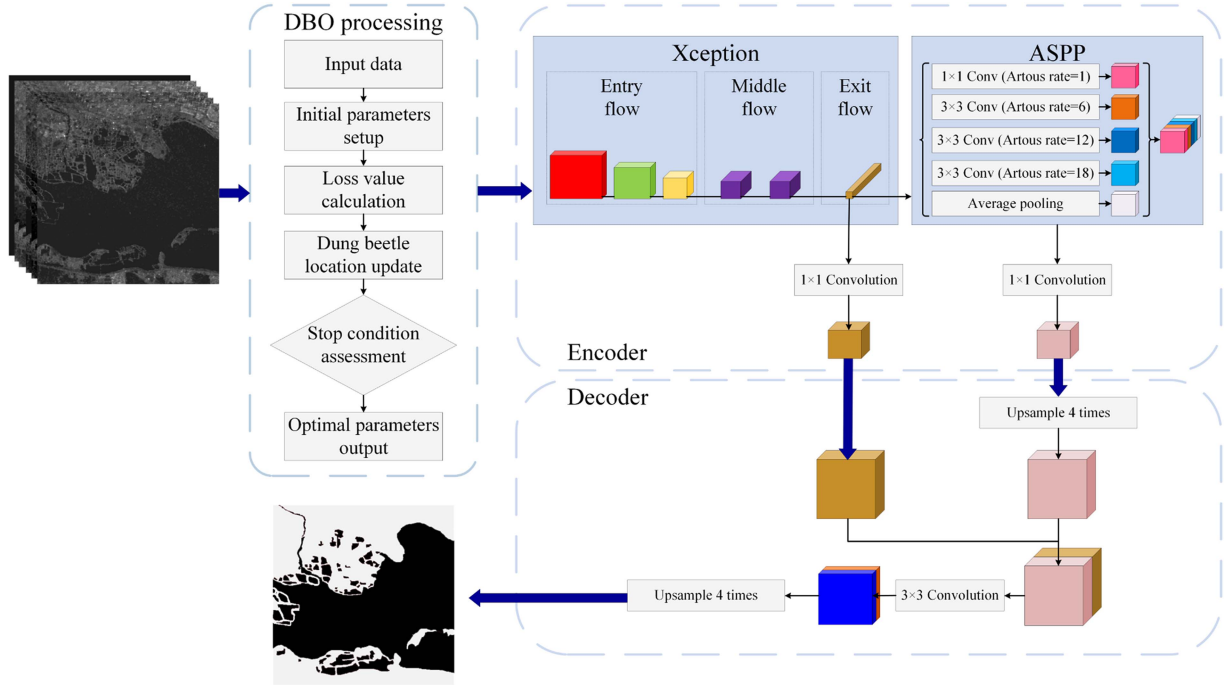 DBO processing
Input data
Initial parameters
setup
Loss value
calculation
Dung beetle
location update
Stop condition
assessment
Optimal parameters
output
Xception
Entry
flow
Middle
flow
Exit
flow
ASPP
1×1 Conv (Artous rate=1)
3×3 Conv (Artous rate=6)
3×3 Conv (Artous rate=12)
3×3 Conv (Artous rate=18)
Average pooling
1×1 Convolution
1×1 Convolution
Encoder
Decoder
Upsample 4 times
3×3 Convolution
Upsample 4 times